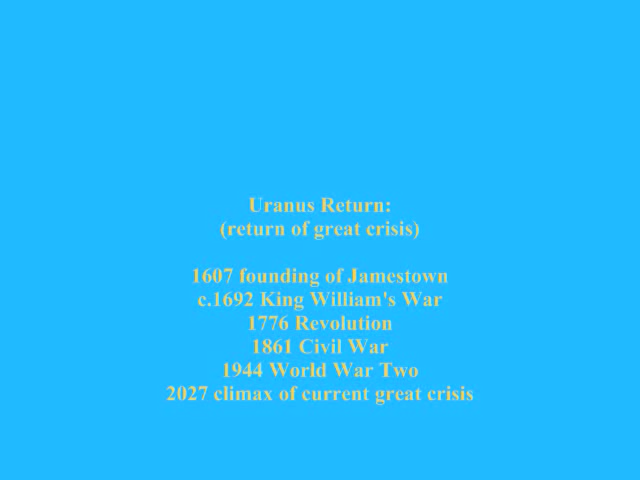 Uranus Return:
(return of great crisis)
1607 founding of Jamestown
c.1692 King William's War
1776 Revolution
1861 Civil War
1944 World War Two
2027 climax of current great crisis